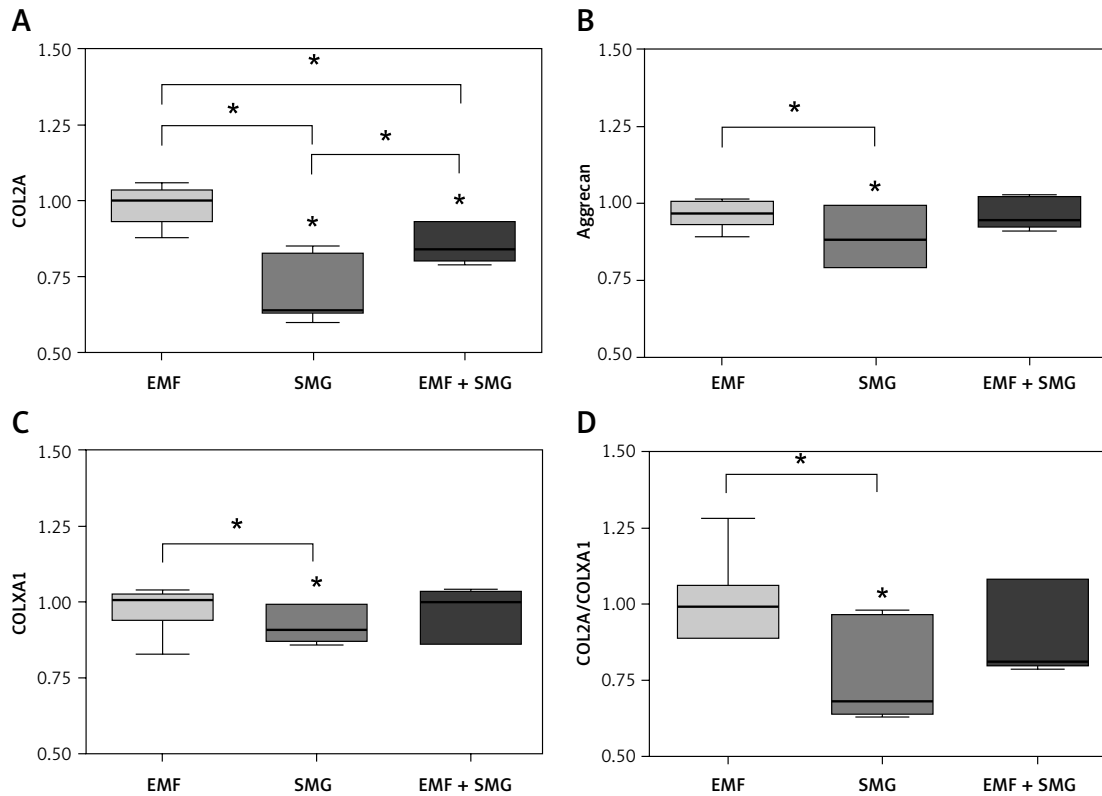 A
1.50
1.25
1.00
0.75
0.50
COL2A
*
*
*
*
*
EMF SMG EMF + SMG
B
1.50
1.25
1.00
0.75
0.50
Aggrecan
*
*
EMF SMG EMF + SMG
C
1.50
1.25
1.00
0.75
0.50
COLXA1
*
*
EMF SMG EMF + SMG
D
1.50
1.25
1.00
0.75
0.50
COL2A/COLXA1
*
*
EMF SMG EMF + SMG